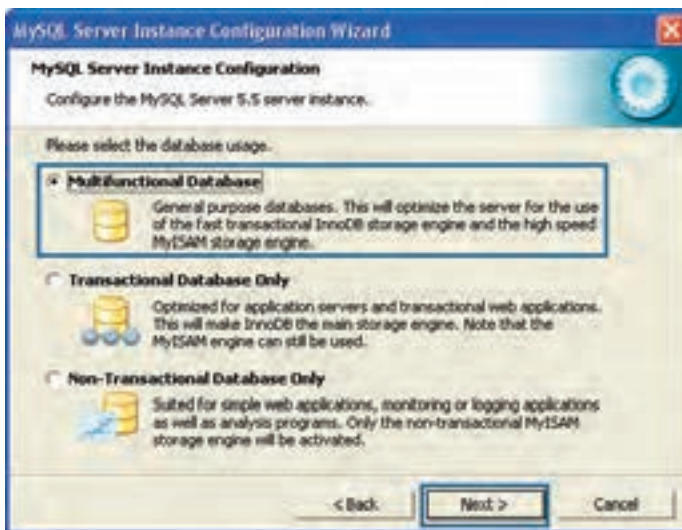 MySQL Server Instance Configuration Wizard
MySQL Server Instance Configuration
Configure the MySQL Server 5.5 server instance.
Please select the database usage.
Multifunctional Database
General purpose databases. This will optimize the server for the use
of the fast transactional InnoDB storage engine and the high speed
MyISAM storage engine.
Transactional Database Only
Optimized for application servers and transactional web applications.
This will make InnoDB the main storage engine. Note that the
MyISAM engine can still be used.
Non-Transactional Database Only
Suited for simple web applications, monitoring or logging applications
as well as analysis programs. Only the non-transactional MyISAM
storage engine will be activated.
< Back
Next >
Cancel